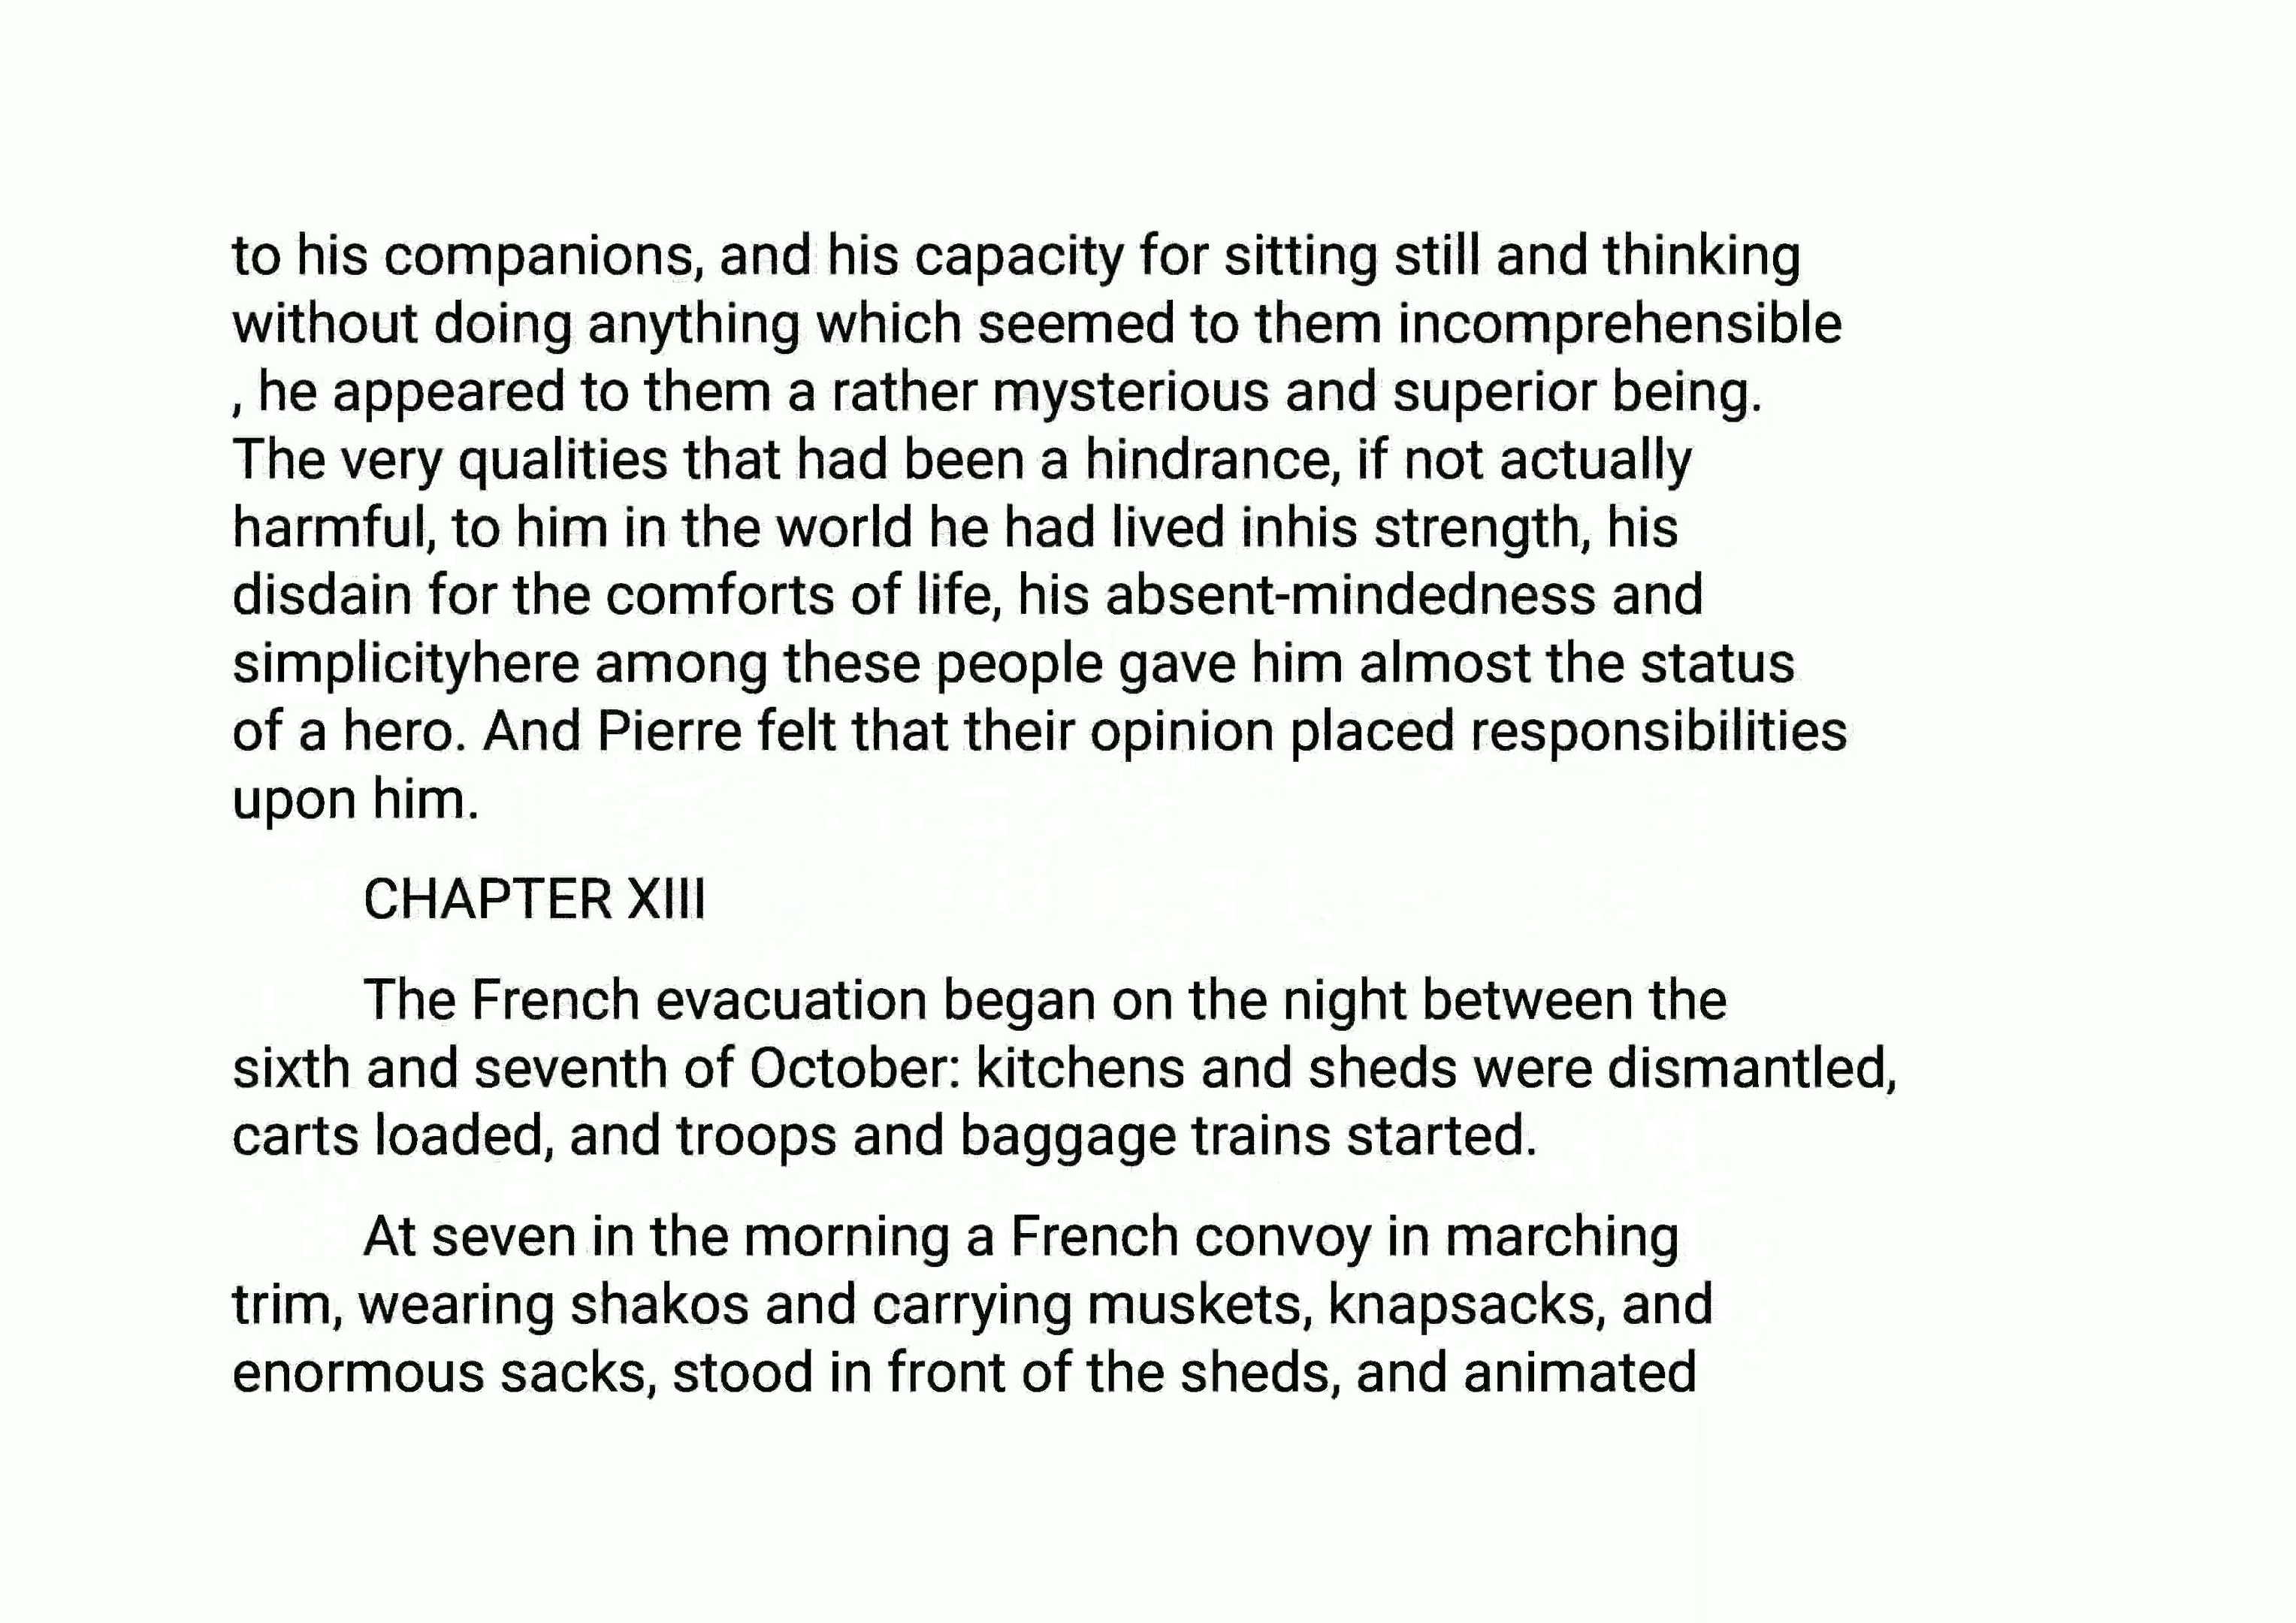 to his companions, and his capacity for sitting still and thinking
without doing anything which seemed to them incomprehensible
, he appeared to them a rather mysterious and superior being.
The very qualities that had been a hindrance, if not actually
harmful, to him in the world he had lived inhis strength, his
disdain for the comforts of life, his absent-mindedness and
simplicityhere among these people gave him almost the status
of a hero. And Pierre felt that their opinion placed responsibilities
upon him.
CHAPTER XIII
The French evacuation began on the night between the
sixth and seventh of October: kitchens and sheds were dismantled,
carts loaded, and troops and baggage trains started.
At seven in the morning a French convoy in marching
trim, wearing shakos and carrying muskets, knapsacks, and
enormous sacks, stood in front of the sheds, and animated